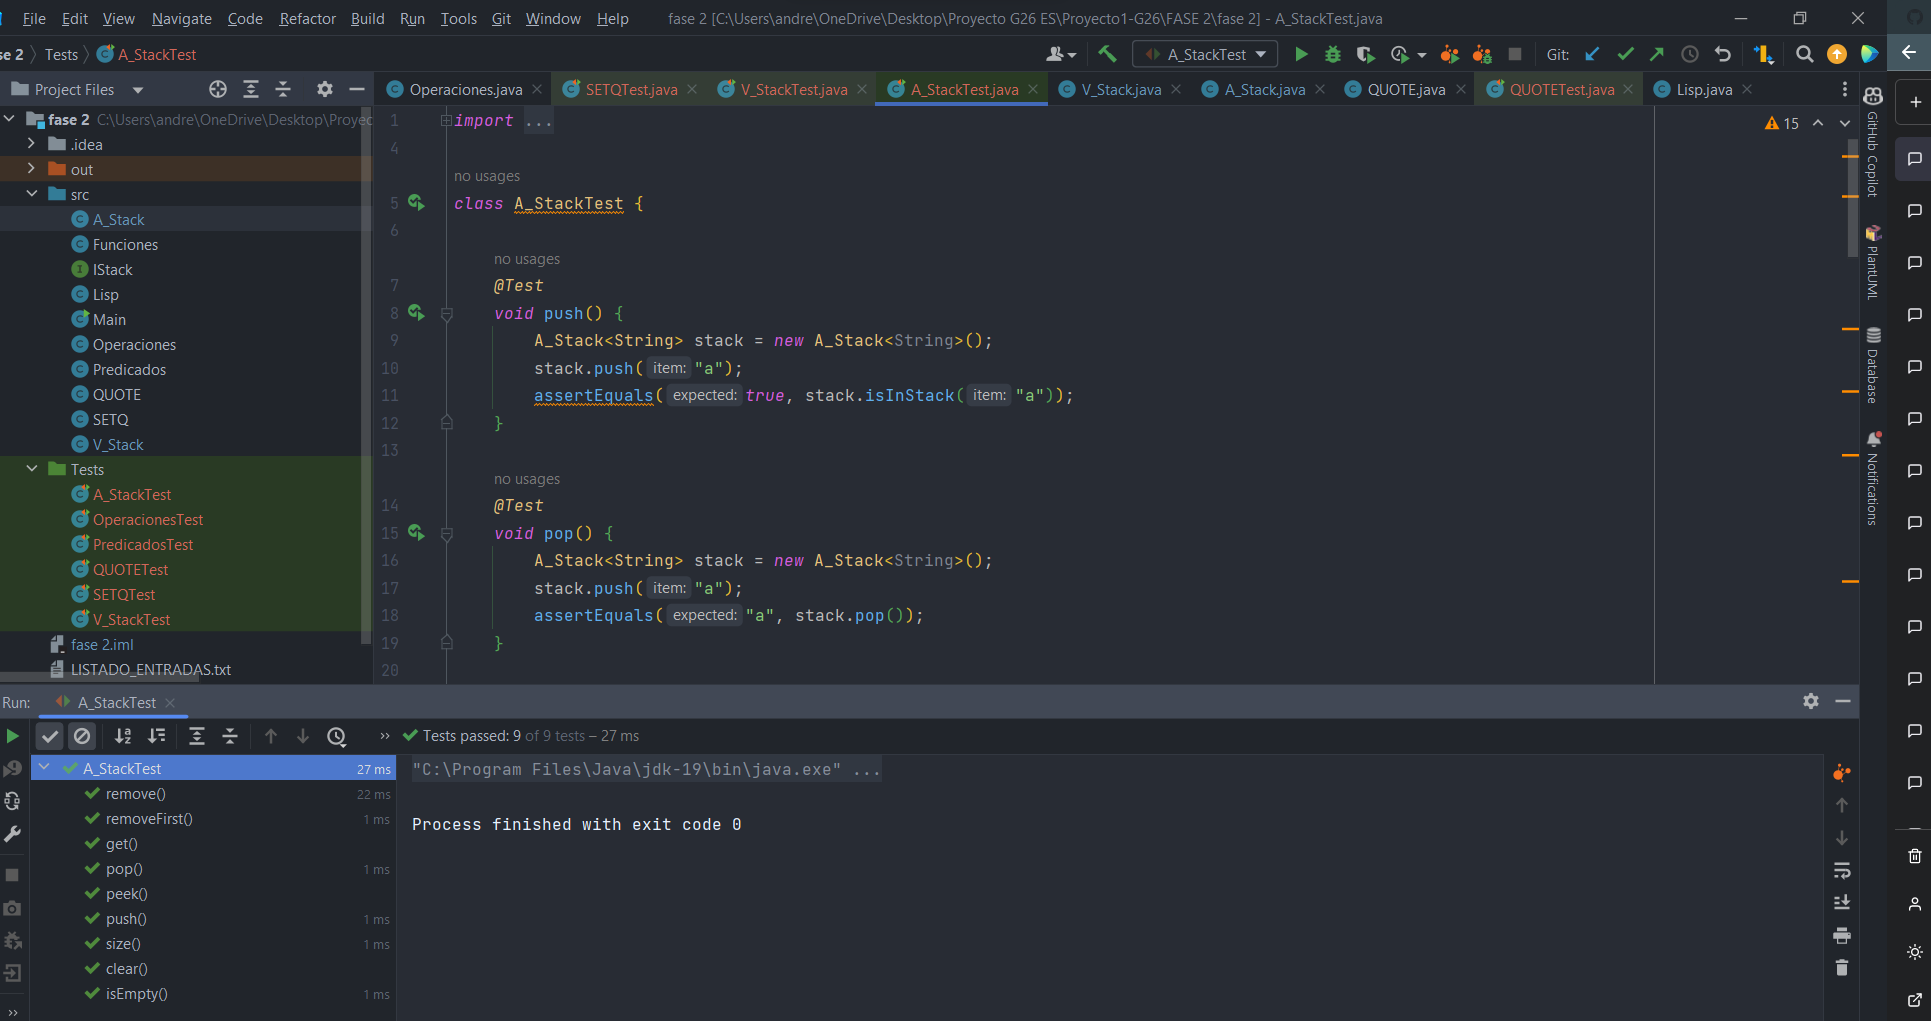 File Edit View Navigate Code Refactor Build Run Tools Git Window Help fase 2 [C:\Users\andre\OneDrive\Desktop\Proyecto G26 ES\Proyecto1-G26\FASE 2\fase 2] - A_StackTest.java
se 2 Tests A_StackTest A_StackTest Git:
Project Files Operaciones.java SETQTest.java V_StackTest.java A_StackTest.java V_Stack.java A_Stack.java QUOTE.java QUOTETest.java Lisp.java
fase 2 C:\Users\andre\OneDrive\Desktop\Proyec
.idea
out
src
A_Stack
Funciones
IStack
Lisp
Main
Operaciones
Predicados
QUOTE
SETQ
V_Stack
Tests
A_StackTest
OperacionesTest
PredicadosTest
QUOTETest
SETQTest
V_StackTest
fase 2.iml
LISTADO_ENTRADAS.txt
1 import ...
15
4
no usages
5 class A_StackTest {
6
no usages
7 @Test
8 void push() {
9 A_Stack<String> stack = new A_Stack<String>();
10 stack.push( item: "a");
11 assertEquals( expected: true, stack.isInStack( item: "a"));
12 }
13
no usages
14 @Test
15 void pop() {
16 A_Stack<String> stack = new A_Stack<String>();
17 stack.push( item: "a");
18 assertEquals( expected: "a", stack.pop());
19 }
20
GitHub Copilot
PlantUML
Database
Notifications
Run: A_StackTest
Tests passed: 9 of 9 tests – 27 ms
A_StackTest 27 ms
remove() 22 ms
removeFirst() 1 ms
get()
pop() 1 ms
peek()
push() 1 ms
size() 1 ms
clear()
isEmpty() 1 ms
"C:\Program Files\Java\jdk-19\bin\java.exe" ...
Process finished with exit code 0